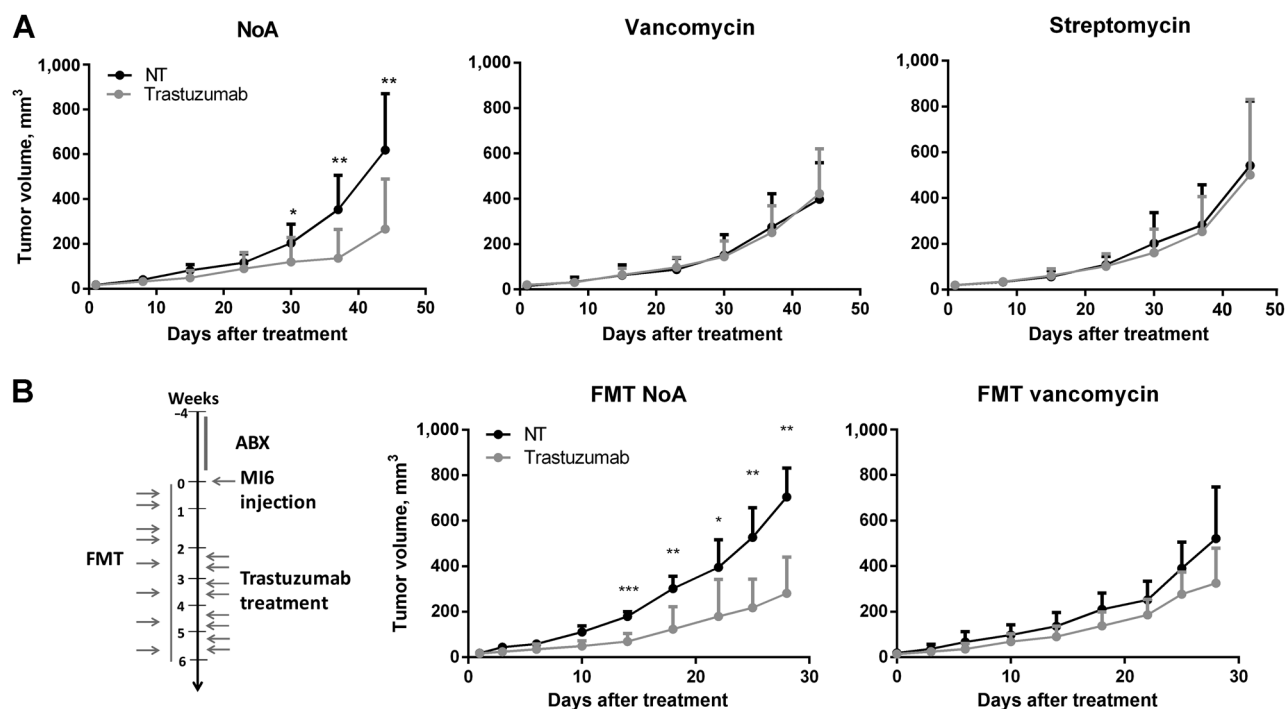 A
NoA
Vancomycin
Streptomycin
NT
Trastuzumab
Tumor volume, mm3
1,000
800
600
400
200
0
*
**
**
0 10 20 30 40 50
Days after treatment
1,000
800
600
400
200
0
0 10 20 30 40 50
Days after treatment
1,000
800
600
400
200
0
0 10 20 30 40 50
Days after treatment
B
Weeks
–4
0
1
2
3
4
5
6
ABX
MI6
injection
FMT
Trastuzumab
treatment
FMT NoA
NT
Trastuzumab
Tumor volume, mm3
1,000
800
600
400
200
0
***
**
*
**
**
0 10 20 30
Days after treatment
FMT vancomycin
1,000
800
600
400
200
0
0 10 20 30
Days after treatment